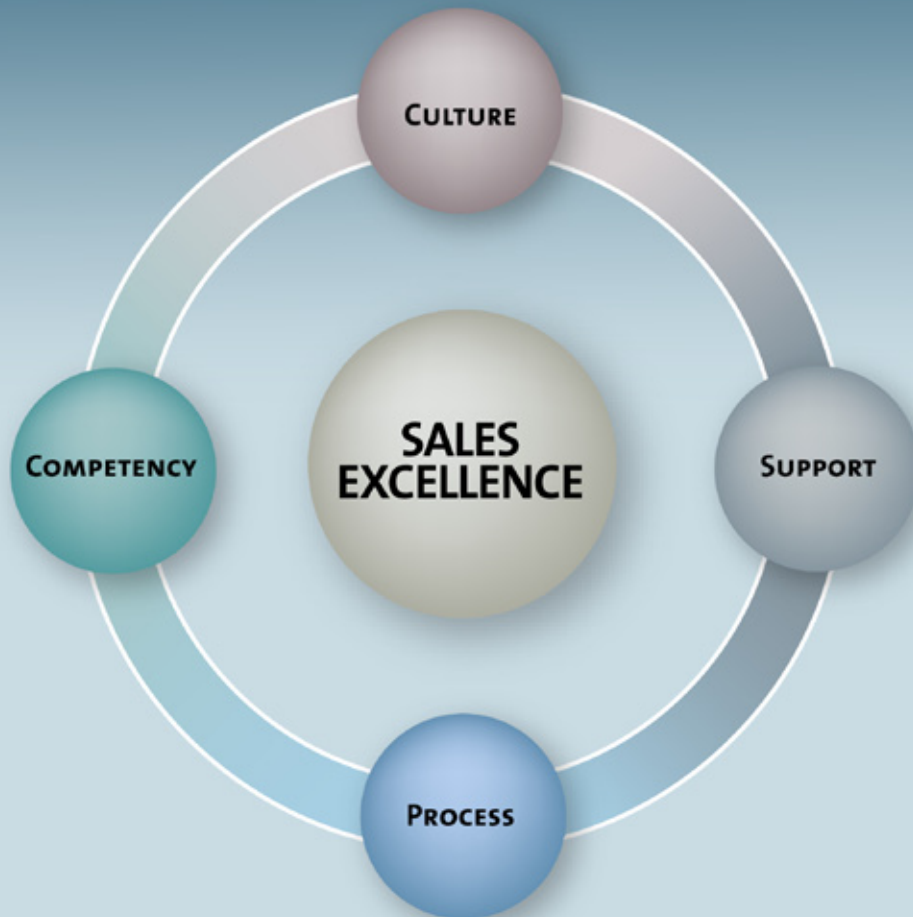 Culture
SALES
EXCELLENCE
Competency
Support
Process